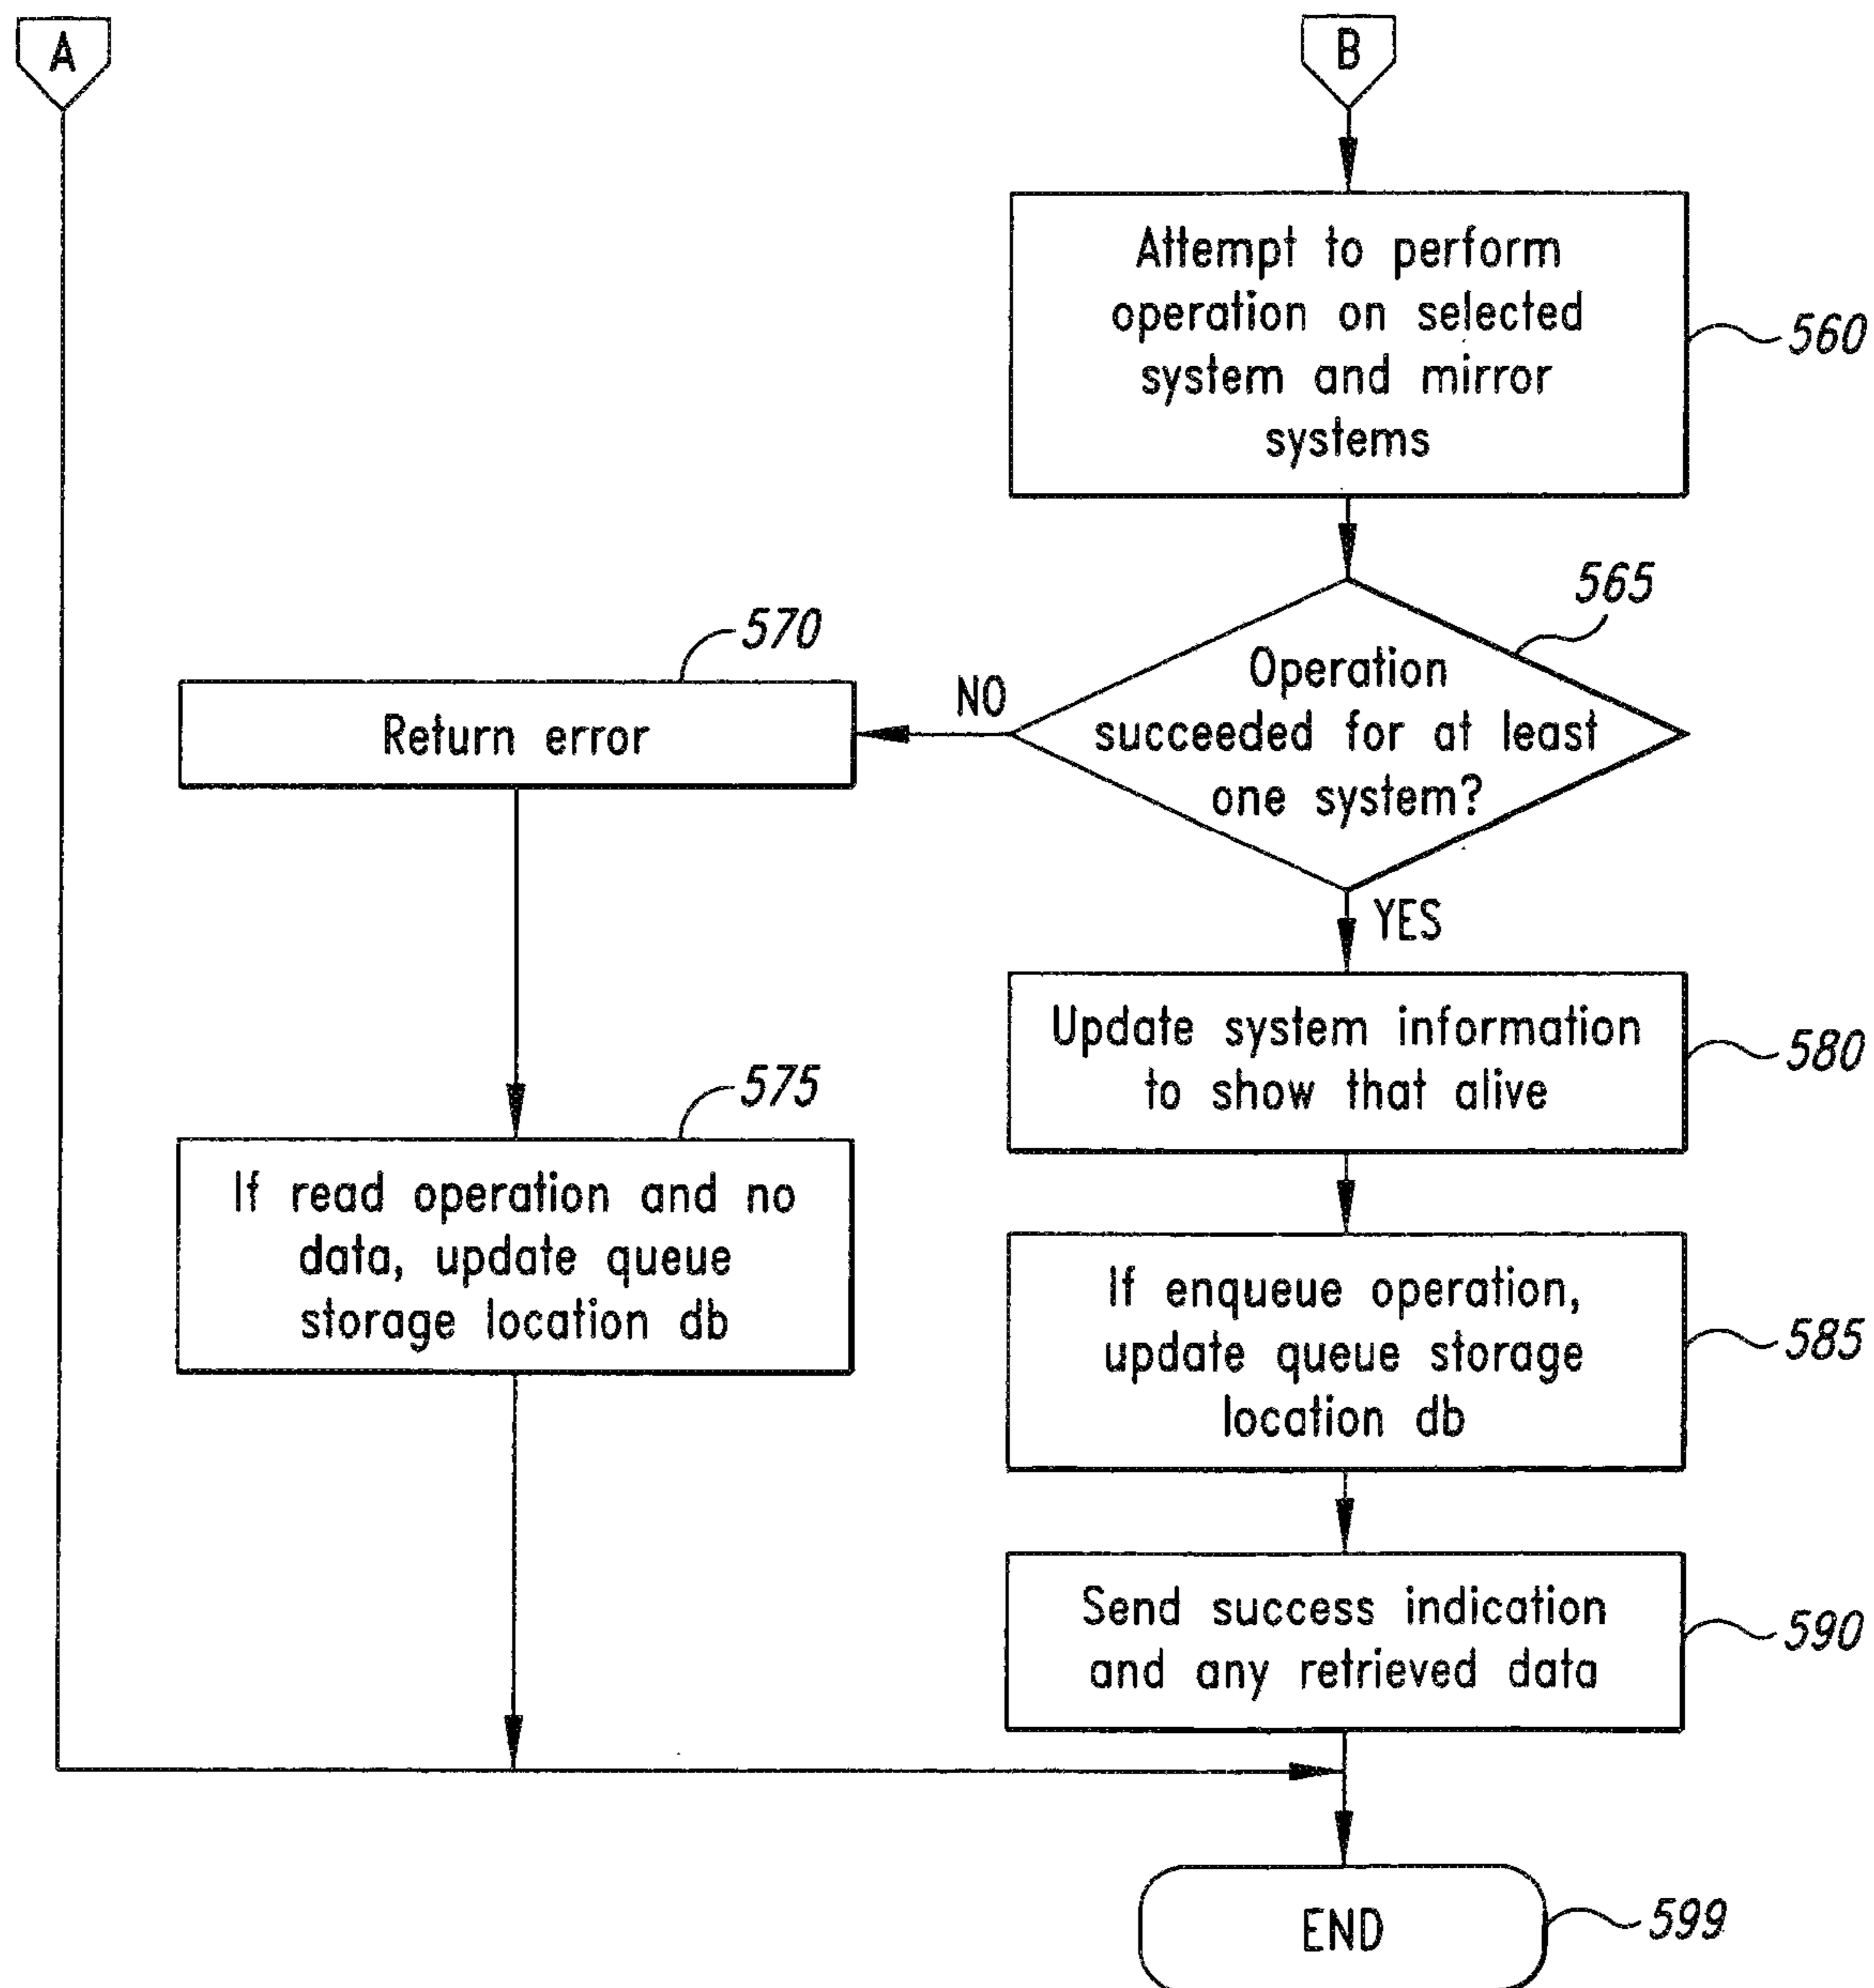 A
B
Attempt to perform
operation on selected
system and mirror
systems
560
565
Operation
succeeded for at least
one system?
NO
570
Return error
YES
Update system information
to show that alive
580
575
If read operation and no
data, update queue
storage location db
If enqueue operation,
update queue storage
location db
585
Send success indication
and any retrieved data
590
END
599